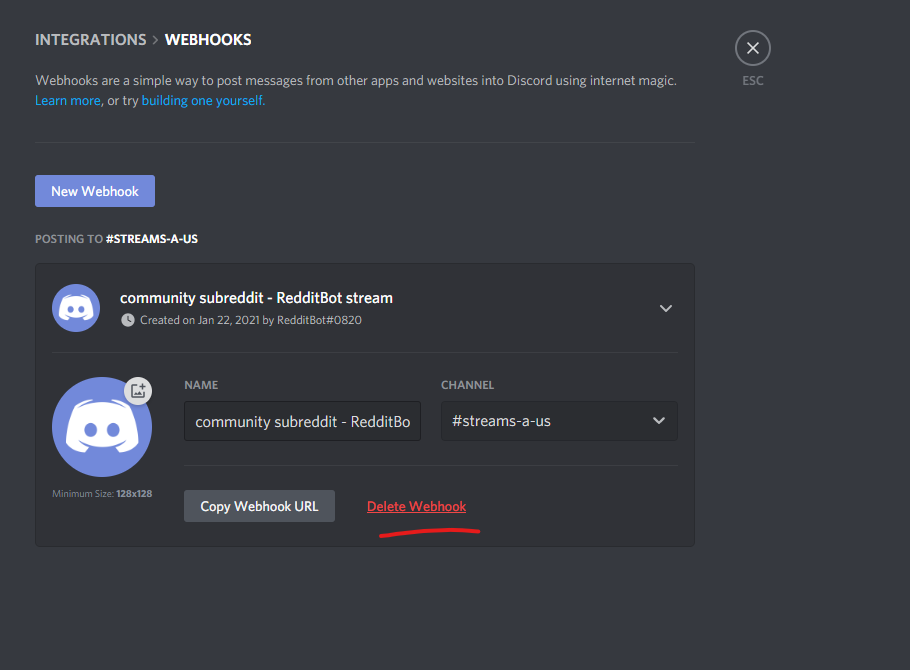 INTEGRATIONS > WEBHOOKS
ESC
Webhooks are a simple way to post messages from other apps and websites into Discord using internet magic.
Learn more, or try building one yourself.
New Webhook
POSTING TO #STREAMS-A-US
community subreddit - RedditBot stream
Created on Jan 22, 2021 by RedditBot#0820
NAME
CHANNEL
community subreddit - RedditBo
#streams-a-us
Minimum Size: 128x128
Copy Webhook URL
Delete Webhook